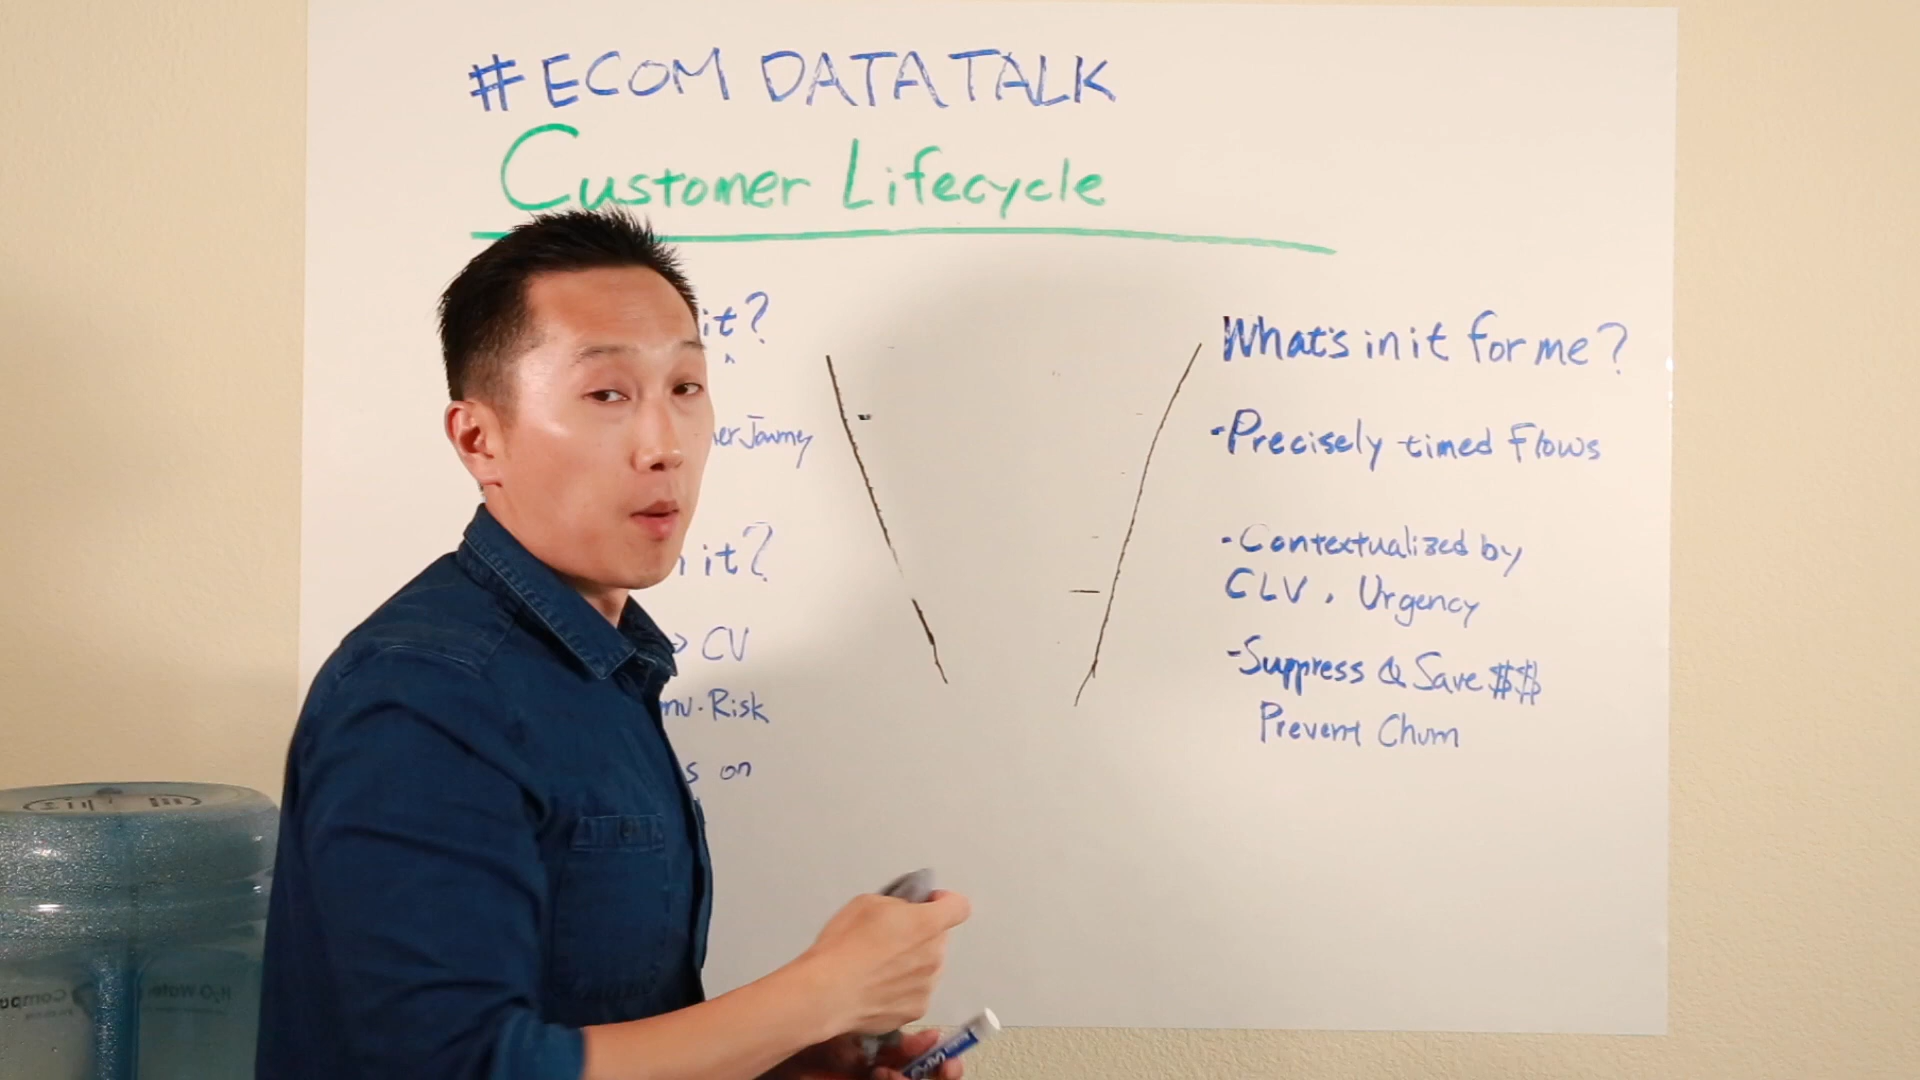 #ECOM DATA TALK
Customer Lifecycle
it?
What's in it for me?
er Journey
-Precisely timed Flows
it?
-Contextualized by
CLV, Urgency
→ CV
-Suppress & Save $$
Risk
Prevent Churn
s on